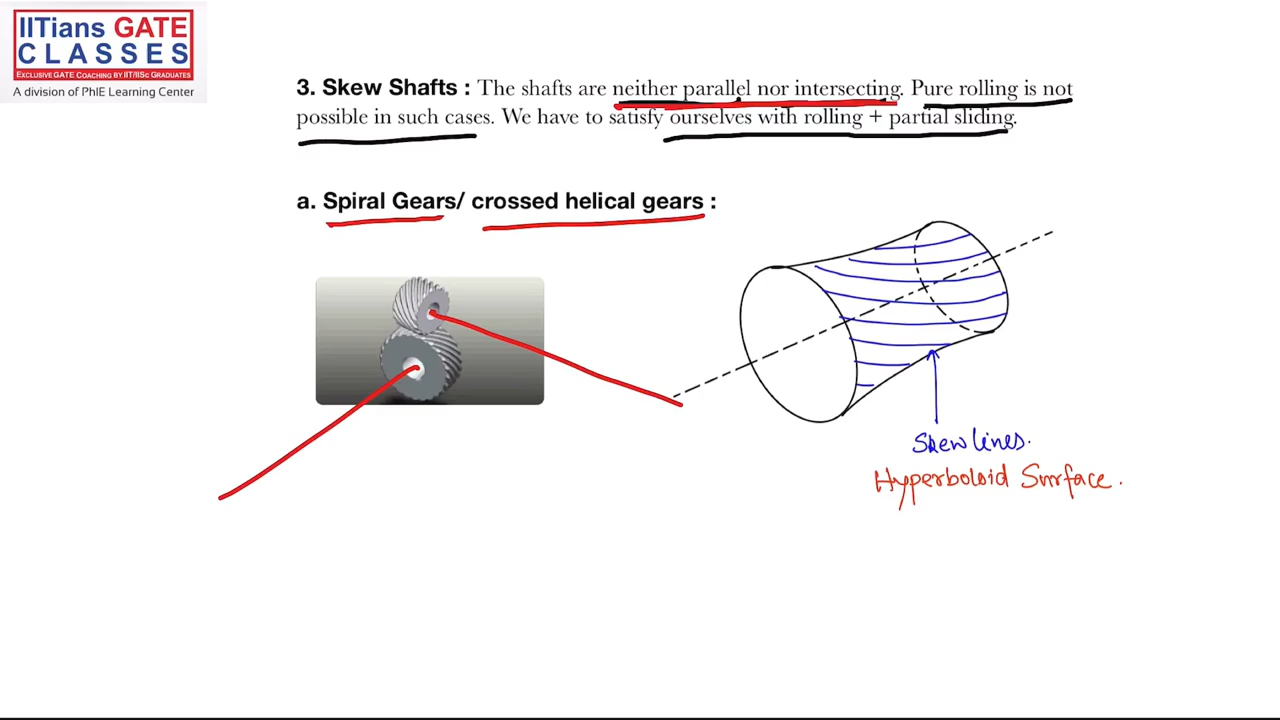 IITians GATE
CLASSES
EXCLUSIVE GATE COACHING BY IIT/IISc GRADUATES
A division of PhIE Learning Center
3. Skew Shafts : The shafts are neither parallel nor intersecting. Pure rolling is not
possible in such cases. We have to satisfy ourselves with rolling + partial sliding.
a. Spiral Gears/ crossed helical gears :
Skew lines.
Hyperboloid Surface.